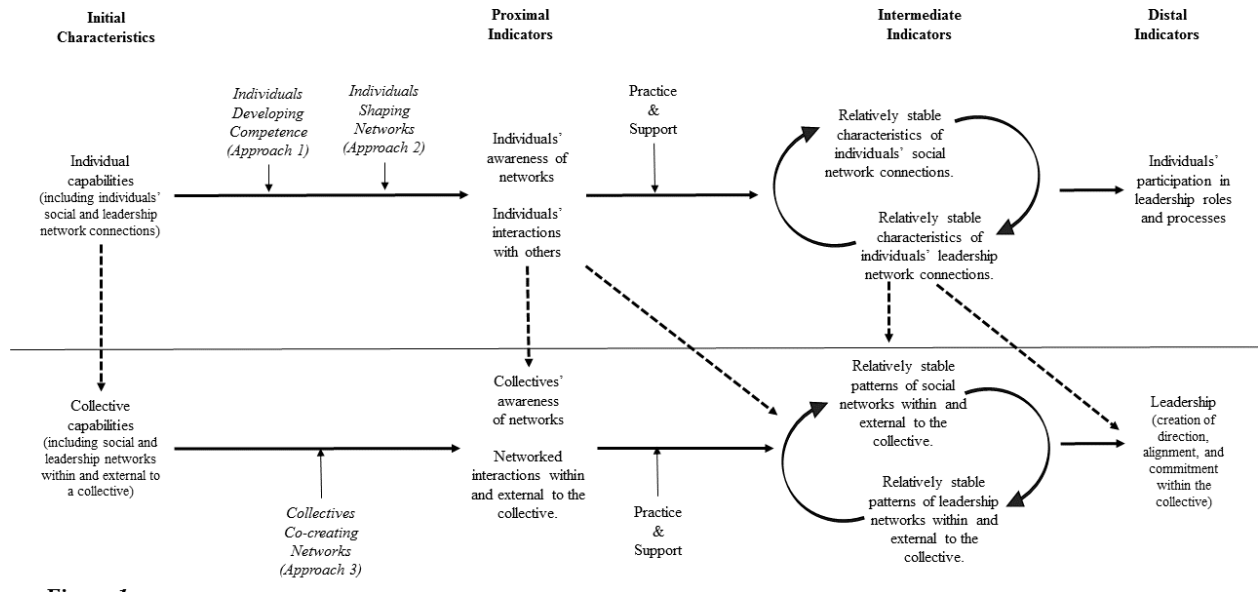 Initial
Characteristics
Proximal
Indicators
Intermediate
Indicators
Distal
Indicators
Individuals
Developing
Competence
(Approach 1)
Individuals
Shaping
Networks
(Approach 2)
Practice
&
Support
Individual
capabilities
(including individuals’
social and leadership
network connections)
Individuals’
awareness of
networks
Individuals’
interactions
with others
Relatively stable
characteristics of
individuals’ social
network connections.
Relatively stable
characteristics of
individuals’ leadership
network connections.
Individuals’
participation in
leadership roles
and processes
Collective
capabilities
(including social and
leadership networks
within and external to
a collective)
Collectives
Co-creating
Networks
(Approach 3)
Collectives’
awareness
of networks
Networked
interactions within
and external to the
collective.
Practice
&
Support
Relatively stable
patterns of social
networks within and
external to the
collective.
Relatively stable
patterns of leadership
networks within and
external to the
collective.
Leadership
(creation of
direction,
alignment, and
commitment
within the
collective)